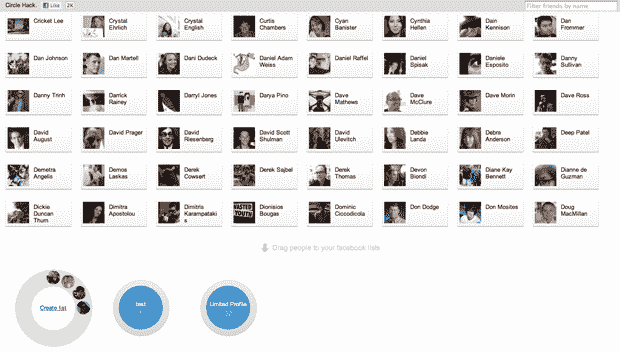 Circle Hack. Like 2K Filter friends by name
Cricket Lee
Crystal
Ehrlich
Crystal
English
Curtis
Chambers
Cyan
Banister
Cynthia
Hellen
Dain
Kennison
Dan
Frommer
Dan Johnson
Dan Martell
Dani Dudeck
Daniel Adam
Weiss
Daniel Raffel
Daniel
Spisak
Daniele
Esposito
Danny
Sullivan
Danny Trinh
Darrick
Rainey
Darryl Jones
Darya Pino
Dave
Mathews
Dave
McClure
Dave Morin
Dave Ross
David
August
David Prager
David
Riesenberg
David Scott
Shulman
David
Ulevitch
Debbie
Landa
Debra
Anderson
Deep Patel
Demetra
Angelis
Demos
Laskas
Derek
Cowsert
Derek Sajbel
Derek
Thomas
Devon
Biondi
Diane Kay
Bennett
Dianne de
Guzman
Dickie
Duncan
Thum
Dimitra
Apostolou
Dimitris
Karampataki
s
Dionisios
Bougas
WASTED
YOUTH
Dominic
Cicodicola
Don Dodge
Don Mosites
Doug
MacMillan
Drag people to your facebook lists
Create list
test
Limited Profile